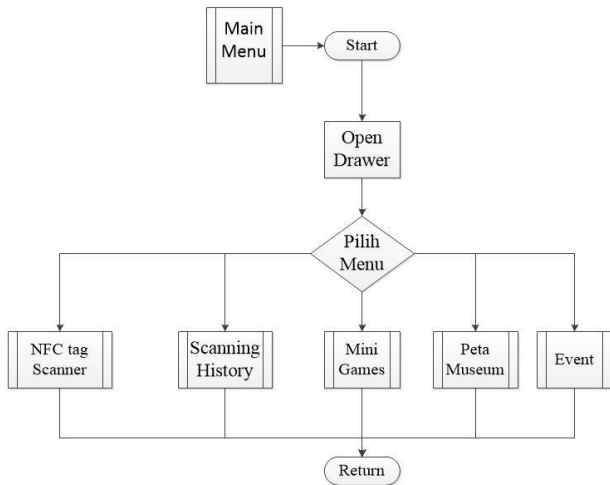 Main
Menu
Start
Open
Drawer
Pilih
Menu
NFC tag
Scanner
Scanning
History
Mini
Games
Peta
Museum
Event
Return